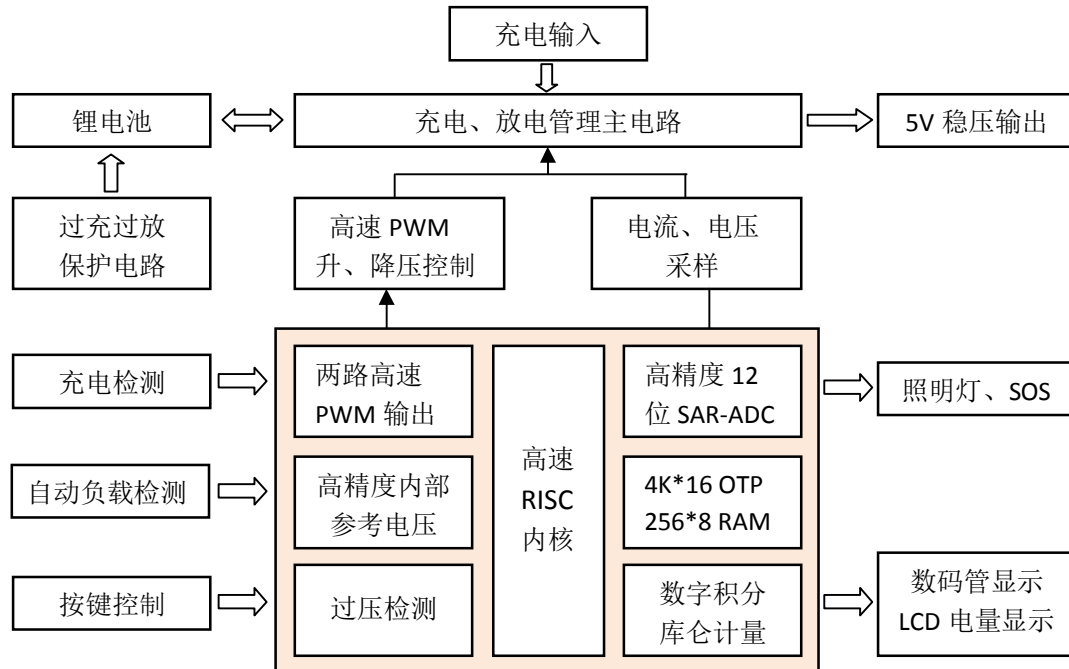 充电输入
锂电池
充电、放电管理主电路
5V 稳压输出
过充过放
保护电路
高速 PWM
升、降压控制
电流、电压
采样
充电检测
两路高速
PWM 输出
高速
RISC
内核
高精度 12
位 SAR-ADC
照明灯、SOS
自动负载检测
高精度内部
参考电压
4K*16 OTP
256*8 RAM
按键控制
过压检测
数字积分
库仑计量
数码管显示
LCD 电量显示